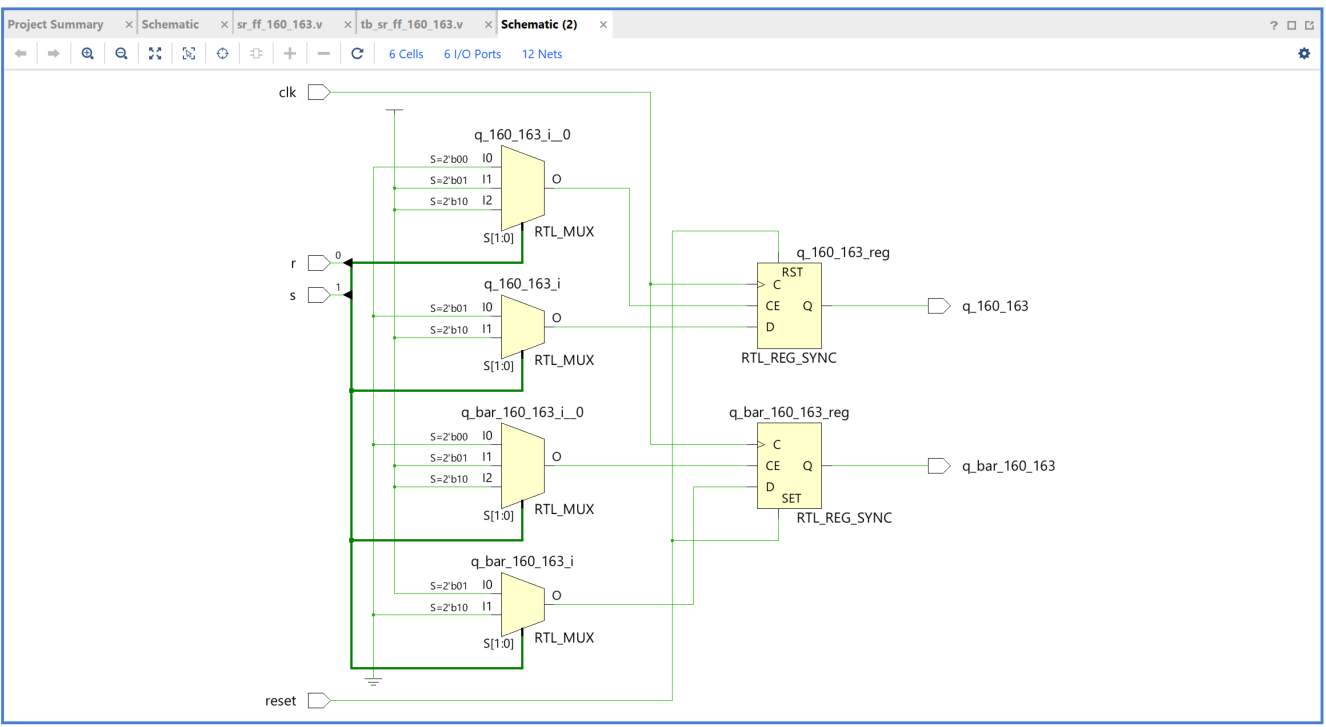 Project Summary × Schematic × sr_ff_160_163.v × tb_sr_ff_160_163.v × Schematic (2) × ?
6 Cells 6 I/O Ports 12 Nets
clk
q_160_163_i__0
S=2'b00 I0
S=2'b01 I1 O
S=2'b10 I2
S[1:0] RTL_MUX
r 0
s 1
q_160_163_i
S=2'b01 I0 O
S=2'b10 I1
S[1:0] RTL_MUX
q_160_163_reg
RST
C
CE Q q_160_163
D
RTL_REG_SYNC
q_bar_160_163_i__0
S=2'b00 I0
S=2'b01 I1 O
S=2'b10 I2
S[1:0] RTL_MUX
q_bar_160_163_reg
C
CE Q q_bar_160_163
D
SET
RTL_REG_SYNC
q_bar_160_163_i
S=2'b01 I0 O
S=2'b10 I1
S[1:0] RTL_MUX
reset